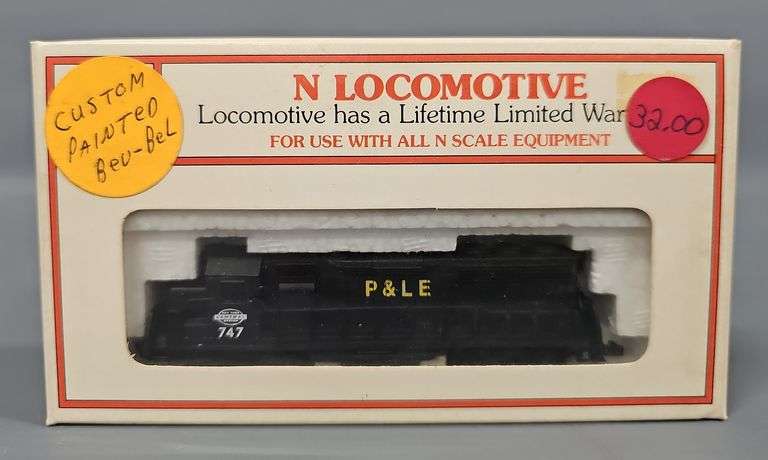 CUSTOM
PAINTED
BEV-BEL
N LOCOMOTIVE
Locomotive has a Lifetime Limited War
32.00
FOR USE WITH ALL N SCALE EQUIPMENT
P & L E
CENTRAL
747